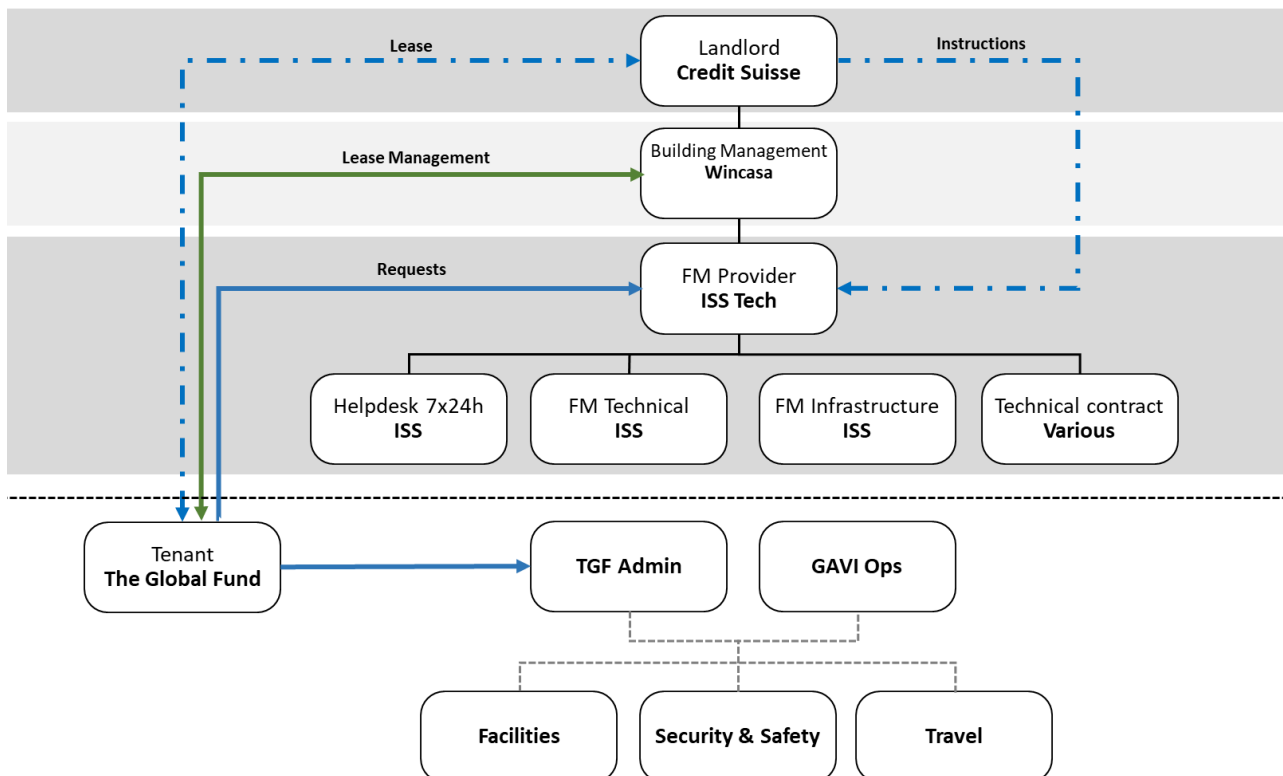 Lease
Landlord
Credit Suisse
Instructions
Lease Management
Building Management
Wincasa
Requests
FM Provider
ISS Tech
Helpdesk 7x24h
ISS
FM Technical
ISS
FM Infrastructure
ISS
Technical contract
Various
Tenant
The Global Fund
TGF Admin
GAVI Ops
Facilities
Security & Safety
Travel